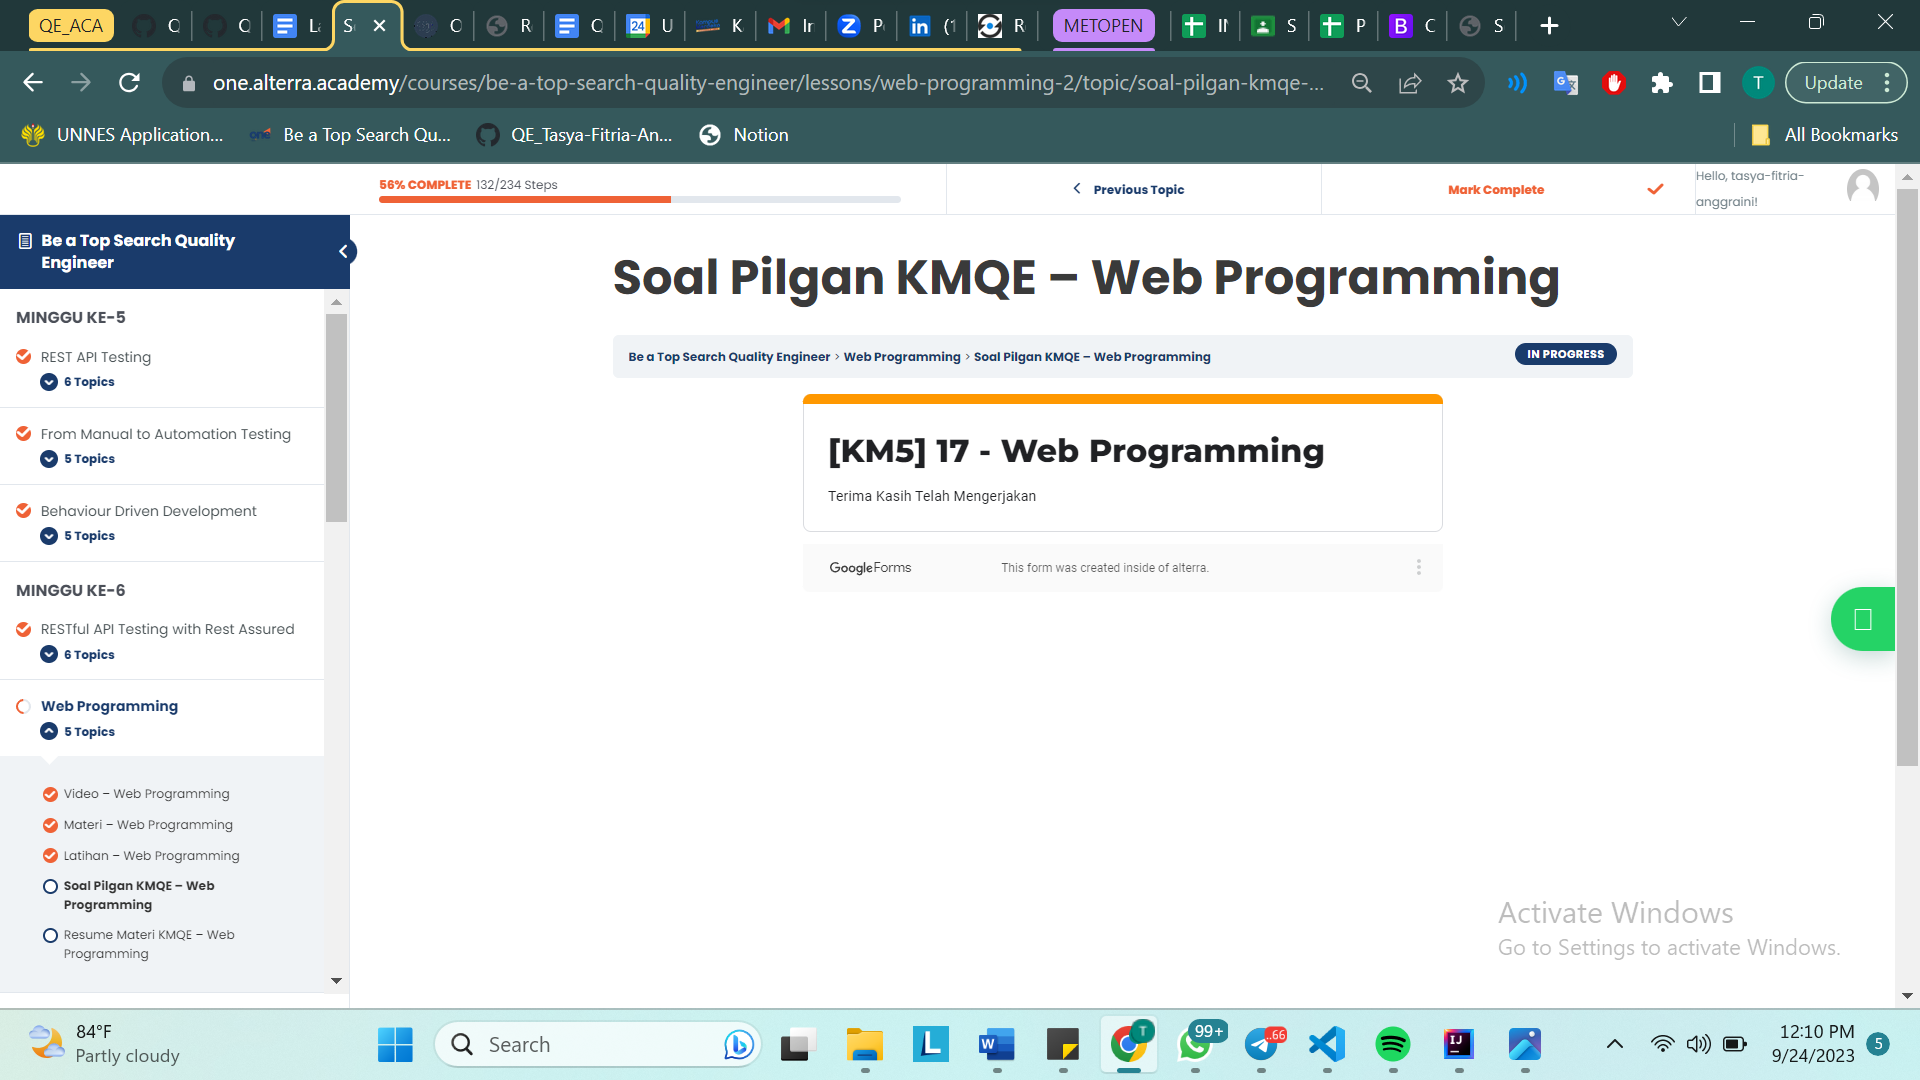 QE_ACA
METOPEN
one.alterra.academy/courses/be-a-top-search-quality-engineer/lessons/web-programming-2/topic/soal-pilgan-kmqe-...
Update
UNNES Application...
Be a Top Search Qu...
QE_Tasya-Fitria-An...
Notion
All Bookmarks
56% COMPLETE 132/234 Steps
Previous Topic
Mark Complete
Hello, tasya-fitria-
anggraini!
Be a Top Search Quality
Engineer
MINGGU KE-5
REST API Testing
6 Topics
From Manual to Automation Testing
5 Topics
Behaviour Driven Development
5 Topics
MINGGU KE-6
RESTful API Testing with Rest Assured
6 Topics
Web Programming
5 Topics
Video – Web Programming
Materi – Web Programming
Latihan – Web Programming
Soal Pilgan KMQE – Web
Programming
Resume Materi KMQE – Web
Programming
Soal Pilgan KMQE – Web Programming
Be a Top Search Quality Engineer > Web Programming > Soal Pilgan KMQE – Web Programming
IN PROGRESS
[KM5] 17 - Web Programming
Terima Kasih Telah Mengerjakan
Google Forms
This form was created inside of alterra.
Activate Windows
Go to Settings to activate Windows.
84°F
Partly cloudy
Search
99+
12:10 PM
9/24/2023
5